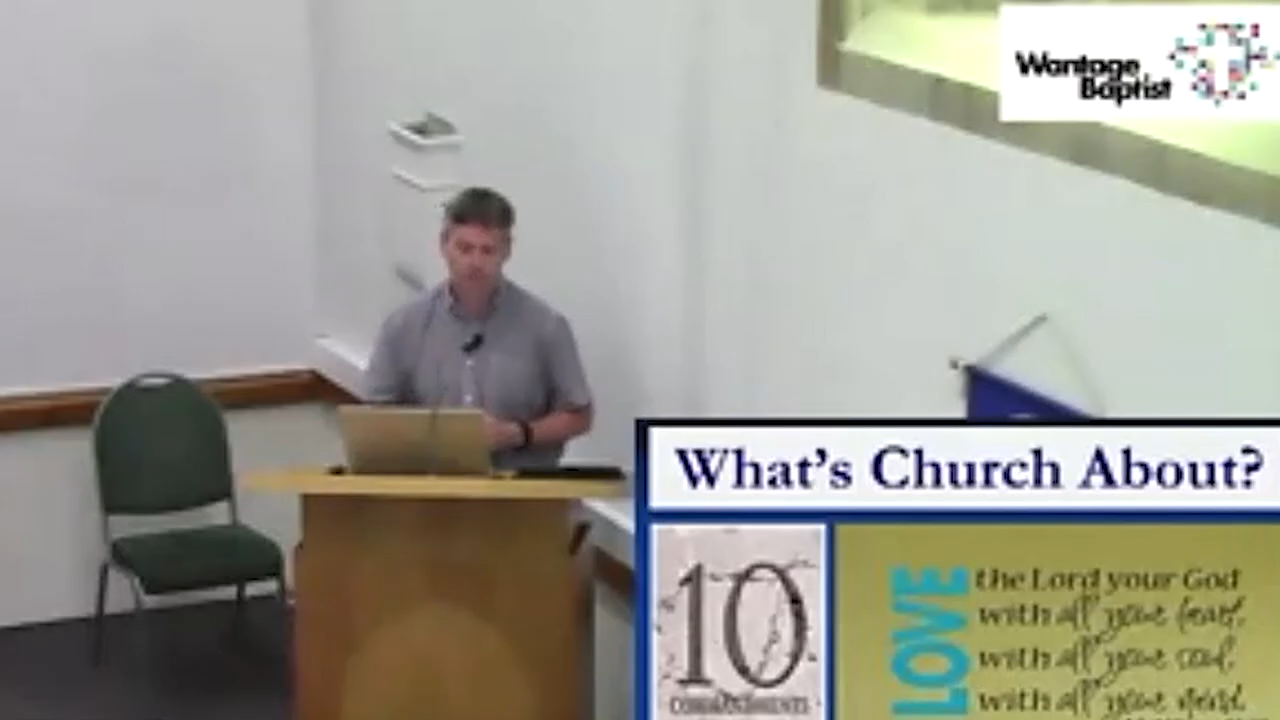 Wantage
Baptist
What's Church About?
10
COMMANDMENTS
LOVE
the Lord your God
with all your heart,
with all your soul,
with all your mind,